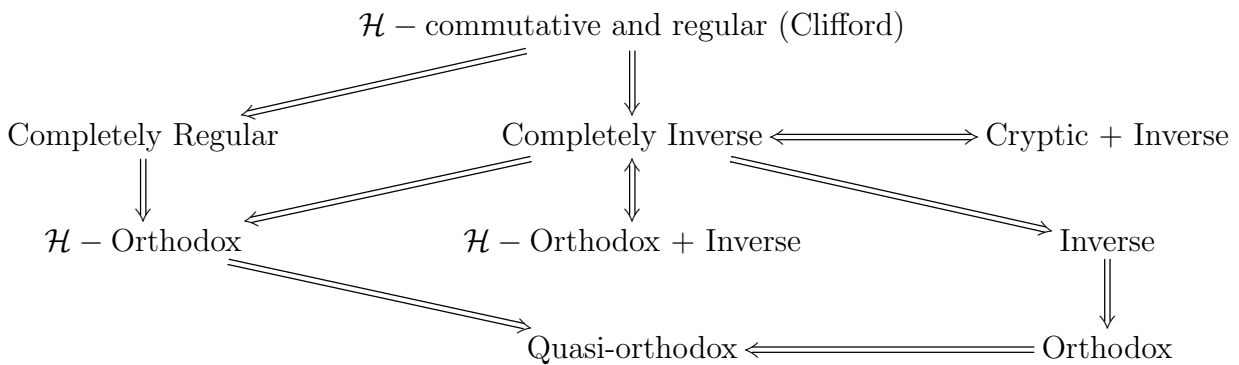 𝓗 − commutative and regular (Clifford)
Completely Regular
Completely Inverse
Cryptic + Inverse
𝓗 − Orthodox
𝓗 − Orthodox + Inverse
Inverse
Quasi-orthodox
Orthodox